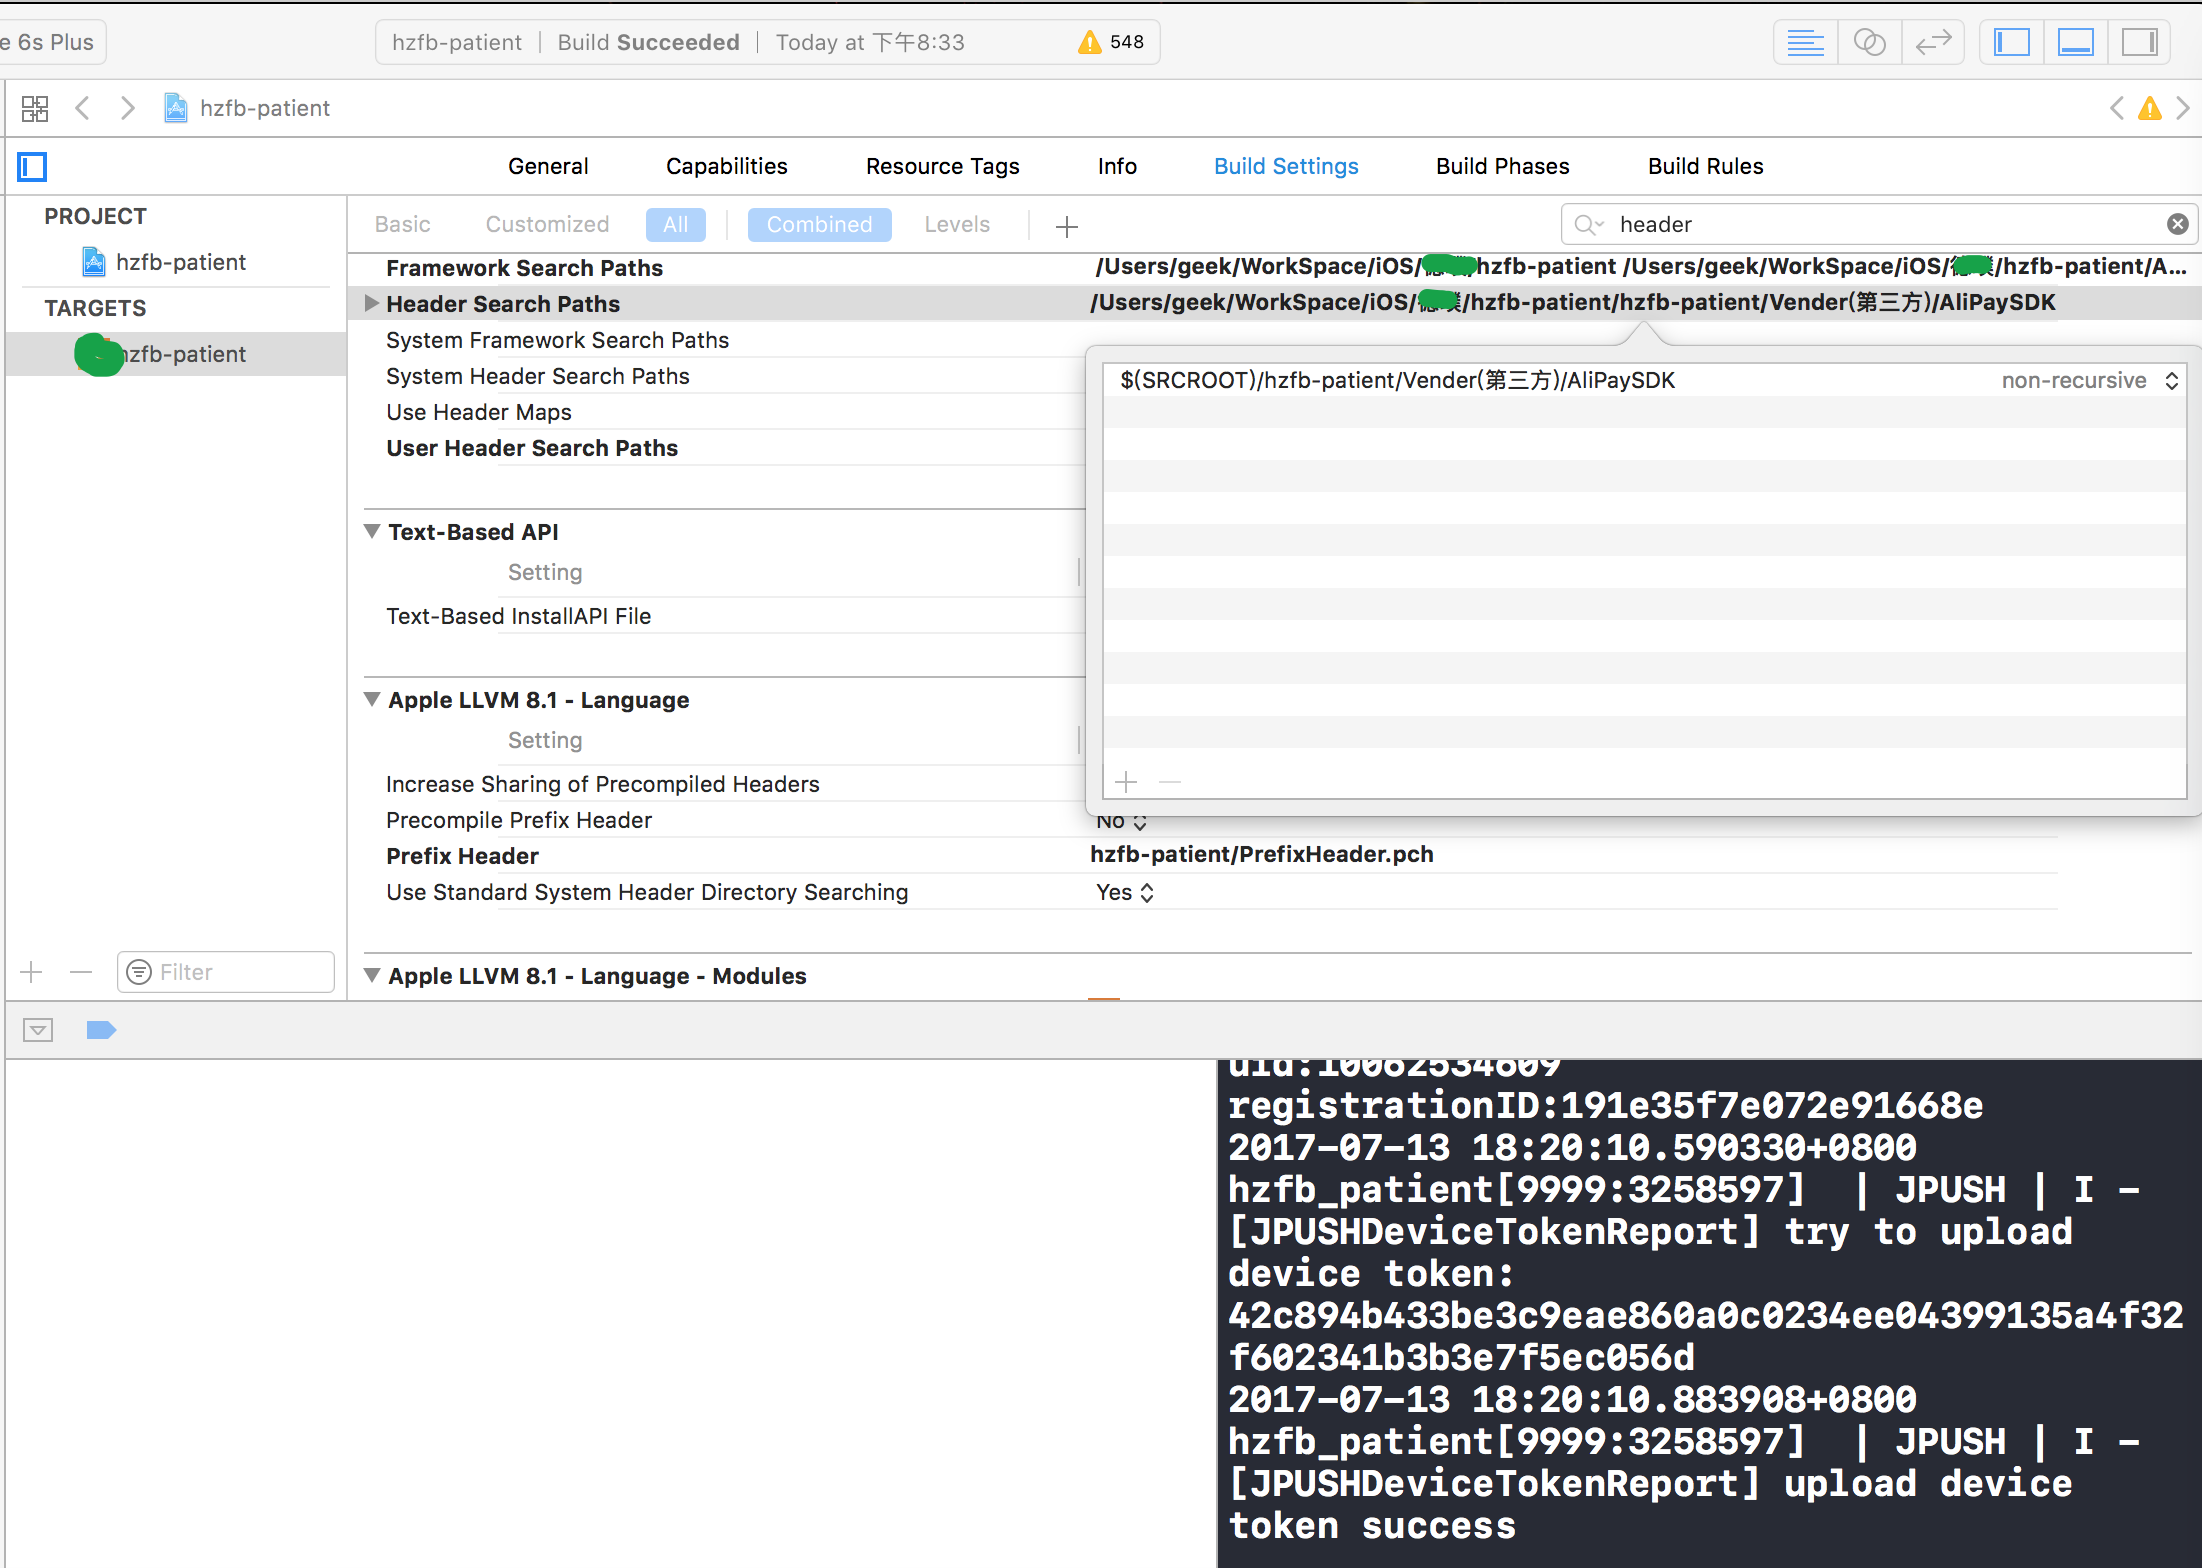 e 6s Plus
hzfb-patient | Build Succeeded | Today at 下午8:33
548
hzfb-patient
General Capabilities Resource Tags Info Build Settings Build Phases Build Rules
PROJECT
hzfb-patient
TARGETS
hzfb-patient
Filter
Basic Customized All Combined Levels
header
Framework Search Paths /Users/geek/WorkSpace/iOS/ hzfb-patient /Users/geek/WorkSpace/iOS/ /hzfb-patient/A...
Header Search Paths /Users/geek/WorkSpace/iOS/ /hzfb-patient/hzfb-patient/Vender(第三方)/AliPaySDK
System Framework Search Paths
System Header Search Paths
Use Header Maps
User Header Search Paths
$(SRCROOT)/hzfb-patient/Vender(第三方)/AliPaySDK non-recursive
Text-Based API
Setting
Text-Based InstallAPI File
Apple LLVM 8.1 - Language
Setting
Increase Sharing of Precompiled Headers
Precompile Prefix Header No
Prefix Header hzfb-patient/PrefixHeader.pch
Use Standard System Header Directory Searching Yes
Apple LLVM 8.1 - Language - Modules
uid:10062534609
registrationID:191e35f7e072e91668e
2017-07-13 18:20:10.590330+0800
hzfb_patient[9999:3258597] | JPUSH | I -
[JPUSHDeviceTokenReport] try to upload
device token:
42c894b433be3c9eae860a0c0234ee04399135a4f32
f602341b3b3e7f5ec056d
2017-07-13 18:20:10.883908+0800
hzfb_patient[9999:3258597] | JPUSH | I -
[JPUSHDeviceTokenReport] upload device
token success